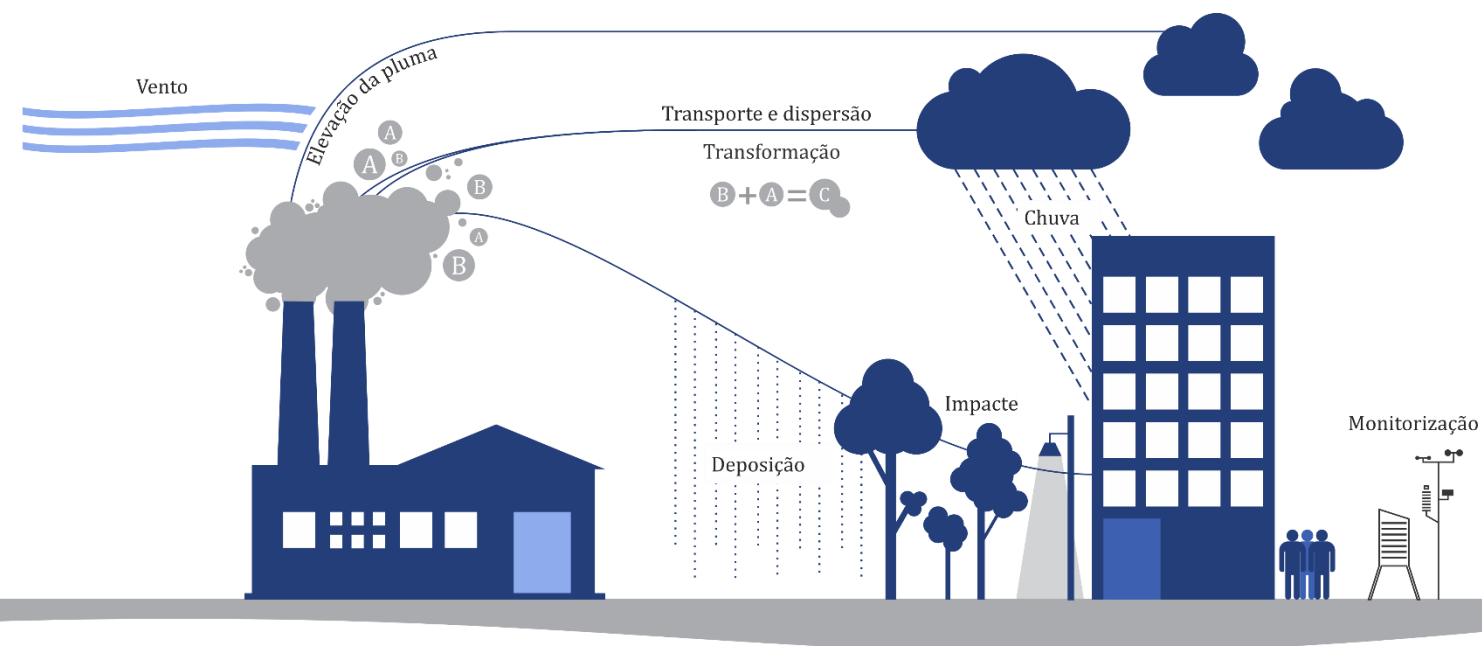 Vento
Elevação da pluma
A
A
B
B
A
B
Transporte e dispersão
Transformação
B + A = C
Chuva
Deposição
Impacte
Monitorização